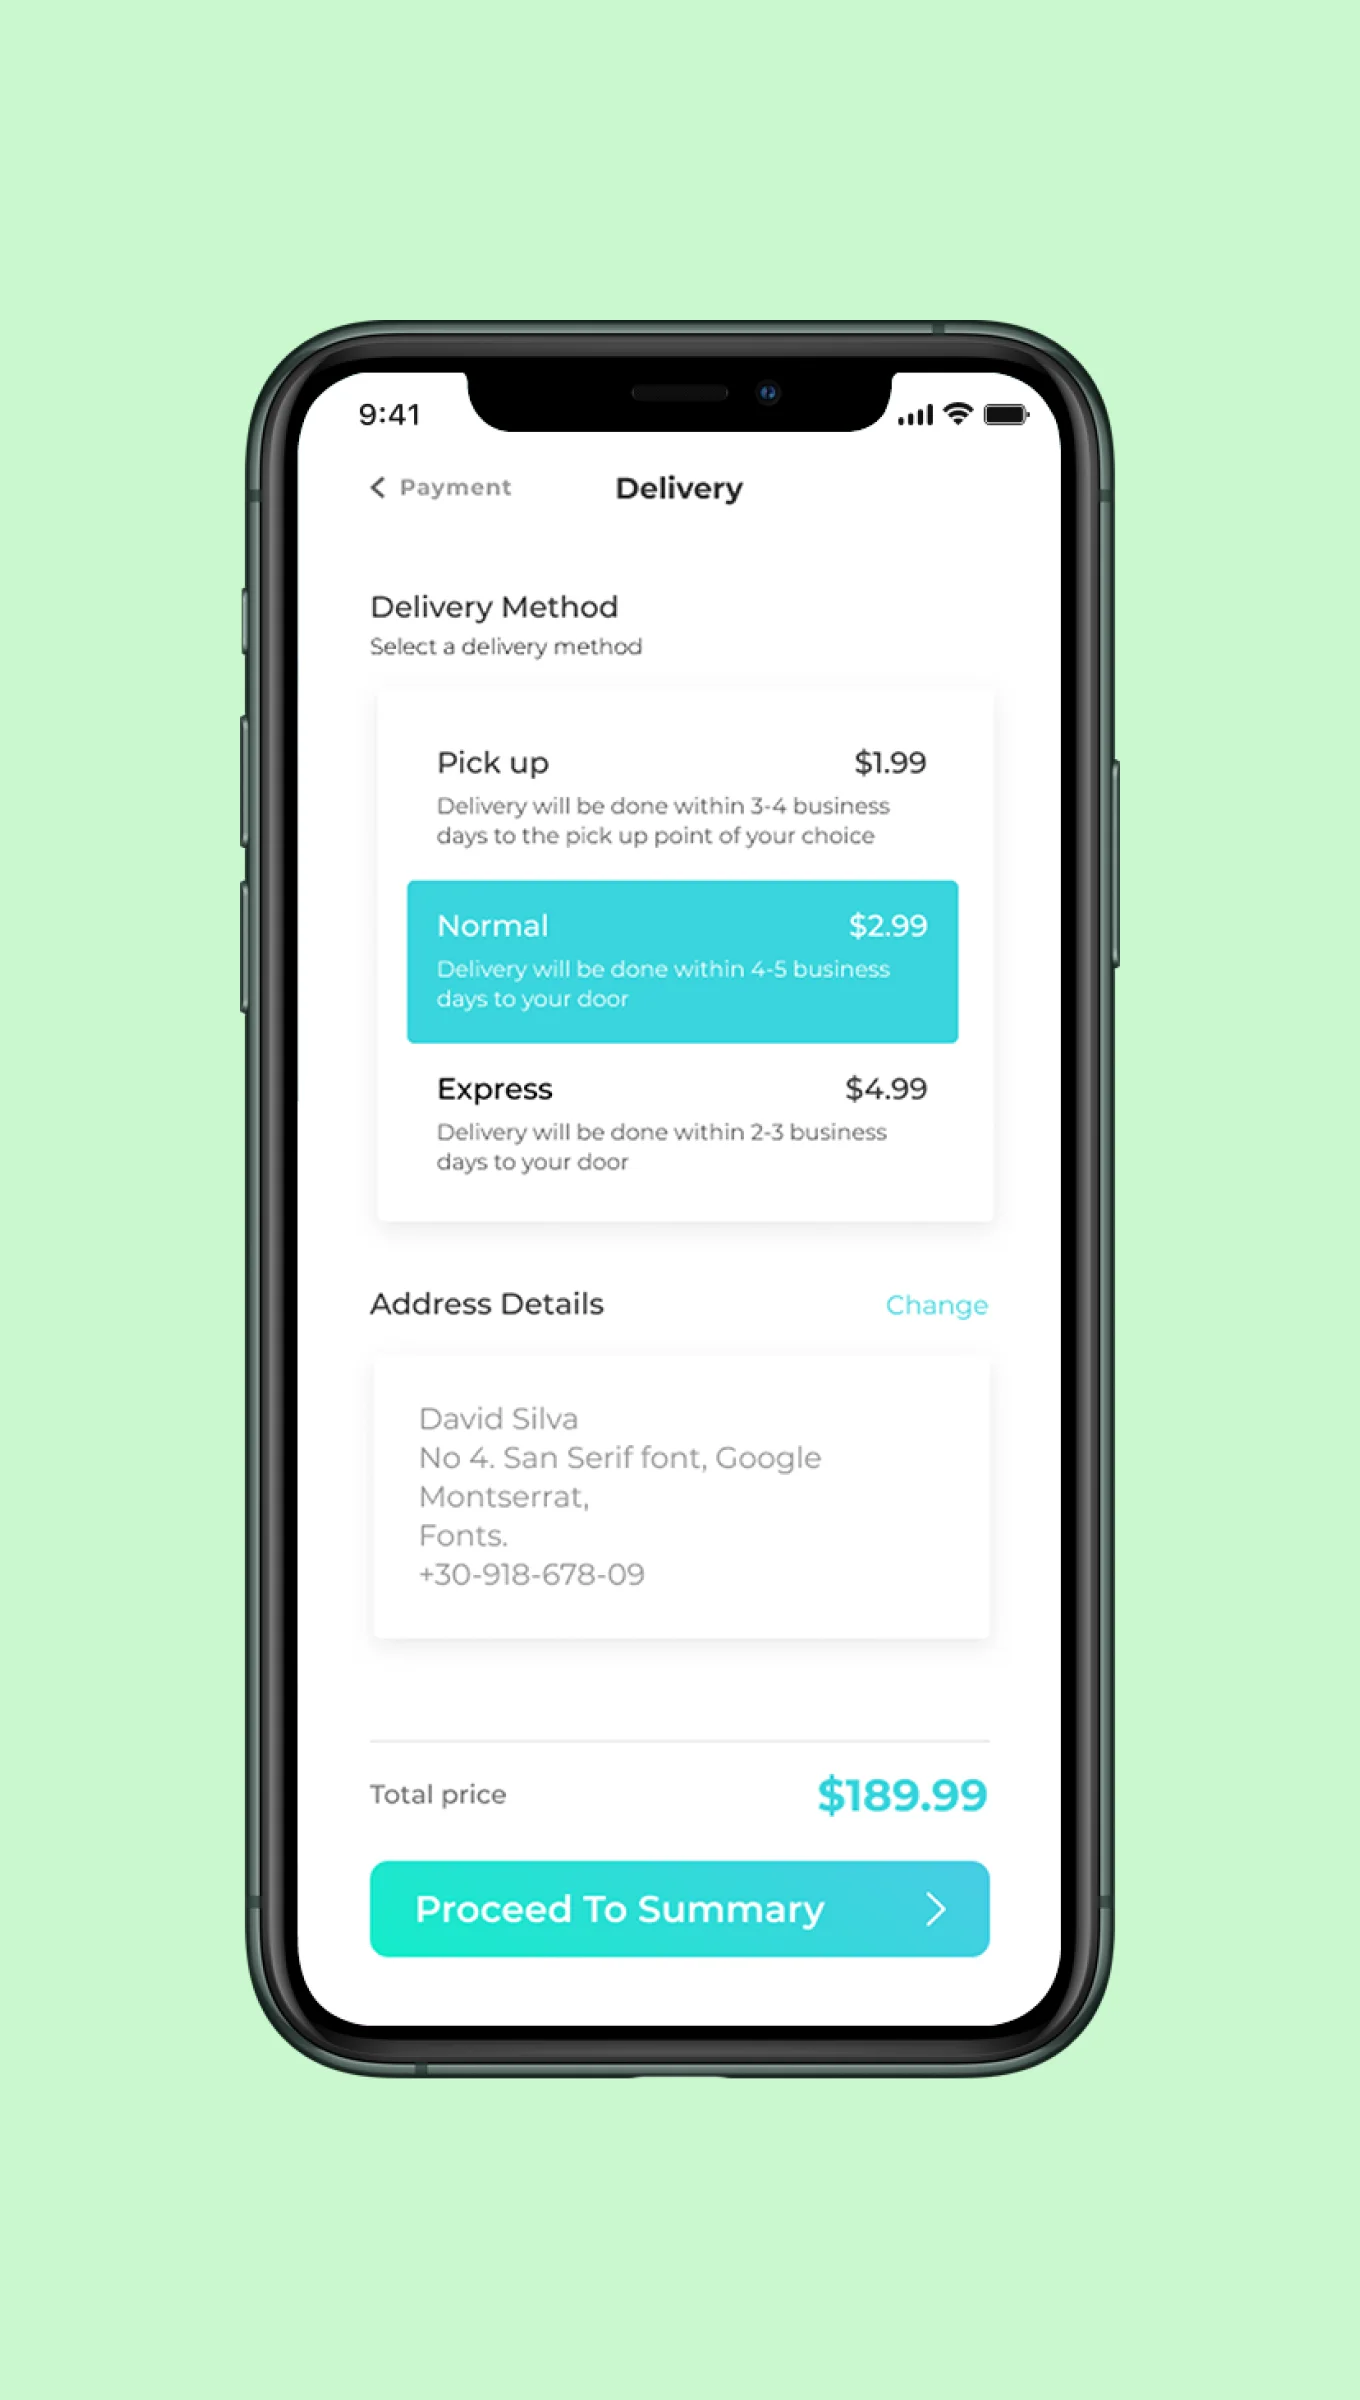 9:41
Payment
Delivery
Delivery Method
Select a delivery method
Pick up $1.99
Delivery will be done within 3-4 business
days to the pick up point of your choice
Normal $2.99
Delivery will be done within 4-5 business
days to your door
Express $4.99
Delivery will be done within 2-3 business
days to your door
Address Details Change
David Silva
No 4. San Serif font, Google
Montserrat,
Fonts.
+30-918-678-09
Total price $189.99
Proceed To Summary